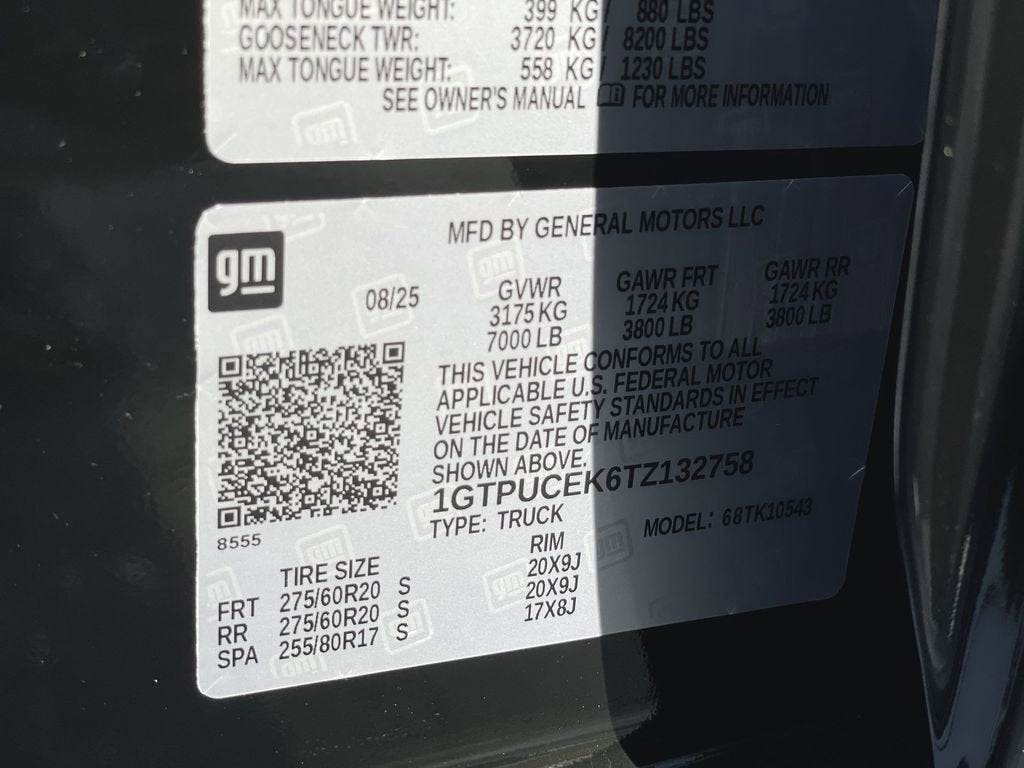 MAX TONGUE WEIGHT: 399 KG/ 880 LBS
GOOSENECK TWR: 3720 KG/ 8200 LBS
MAX TONGUE WEIGHT: 558 KG/ 1230 LBS
SEE OWNER'S MANUAL FOR MORE INFORMATION
gm
MFD BY GENERAL MOTORS LLC
08/25
GVWR GAWR FRT GAWR RR
3175 KG 1724 KG 1724 KG
7000 LB 3800 LB 3800 LB
THIS VEHICLE CONFORMS TO ALL
APPLICABLE U.S. FEDERAL MOTOR
VEHICLE SAFETY STANDARDS IN EFFECT
ON THE DATE OF MANUFACTURE
SHOWN ABOVE.
1GTPUCEK6TZ132758
TYPE: TRUCK MODEL: 68TK10543
8555
TIRE SIZE RIM
FRT 275/60R20 S 20X9J
RR 275/60R20 S 20X9J
SPA 255/80R17 S 17X8J